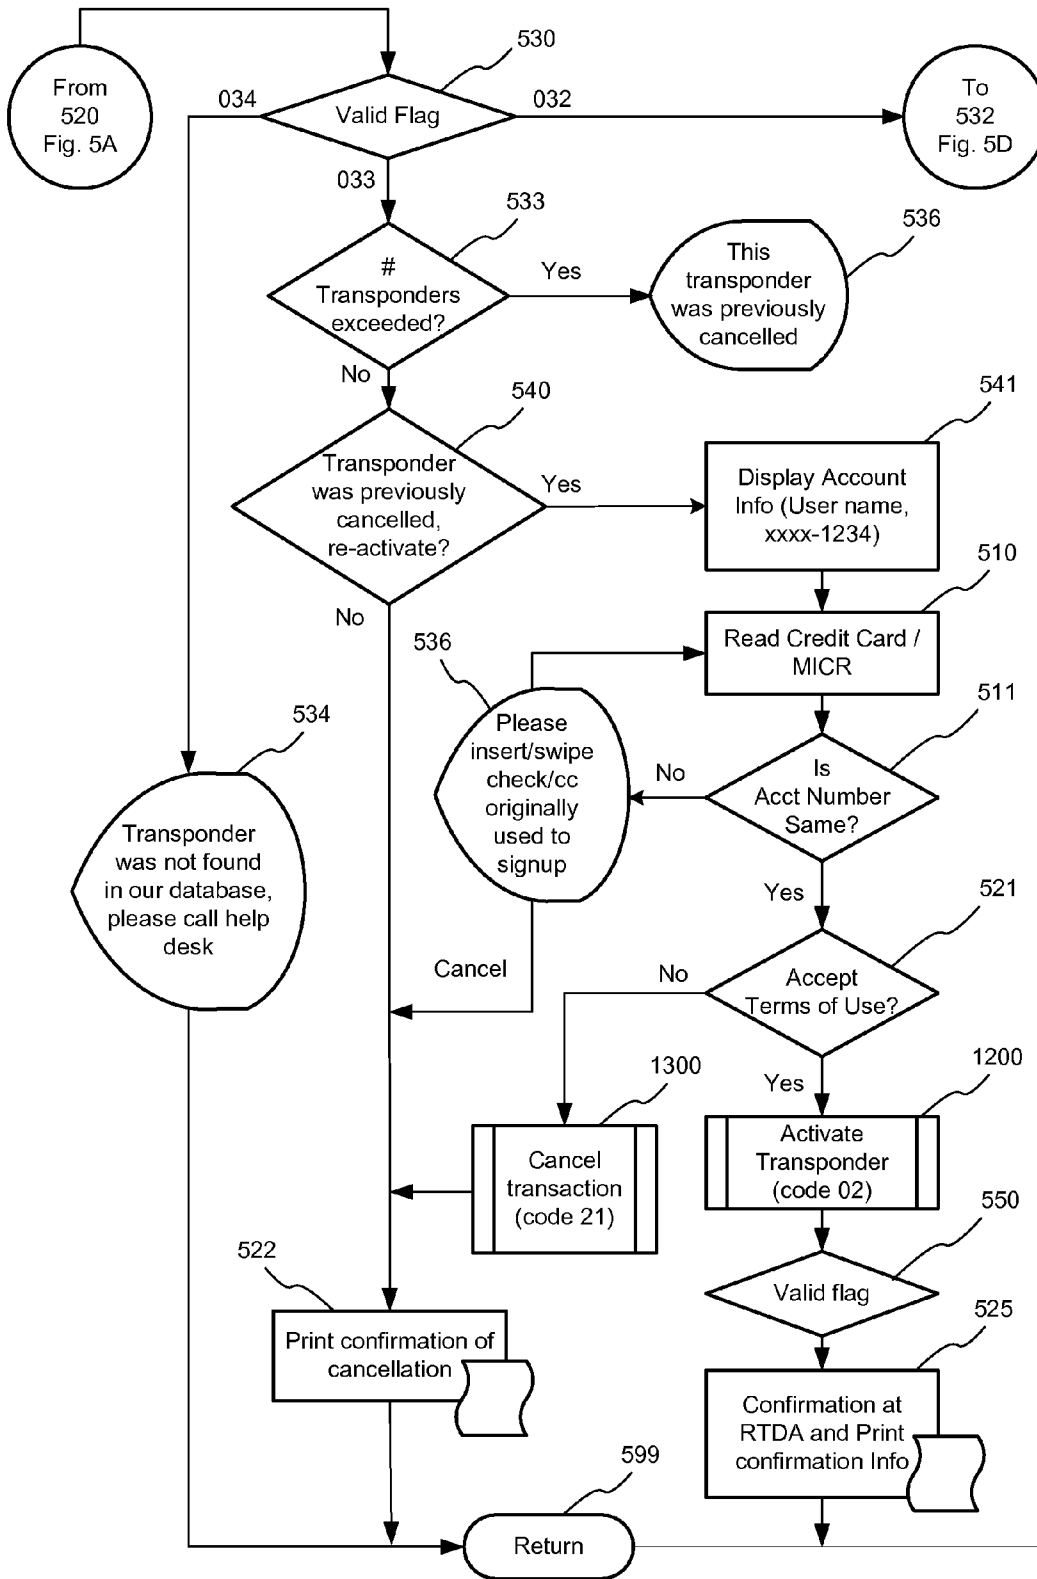 530
From
520
Fig. 5A
034
Valid Flag
032
To
532
Fig. 5D
033
533
536
#
Transponders
exceeded?
Yes
This
transponder
was previously
cancelled
No
540
541
Transponder
was previously
cancelled,
re-activate?
Yes
Display Account
Info (User name,
xxxx-1234)
510
No
536
Read Credit Card /
MICR
511
534
Please
insert/swipe
check/cc
originally
used to
signup
No
Is
Acct Number
Same?
Transponder
was not found
in our database,
please call help
desk
Yes
521
Cancel
No
Accept
Terms of Use?
1300
Yes
1200
Cancel
transaction
(code 21)
Activate
Transponder
(code 02)
550
522
Valid flag
525
Print confirmation of
cancellation
Confirmation at
RTDA and Print
confirmation Info
599
Return